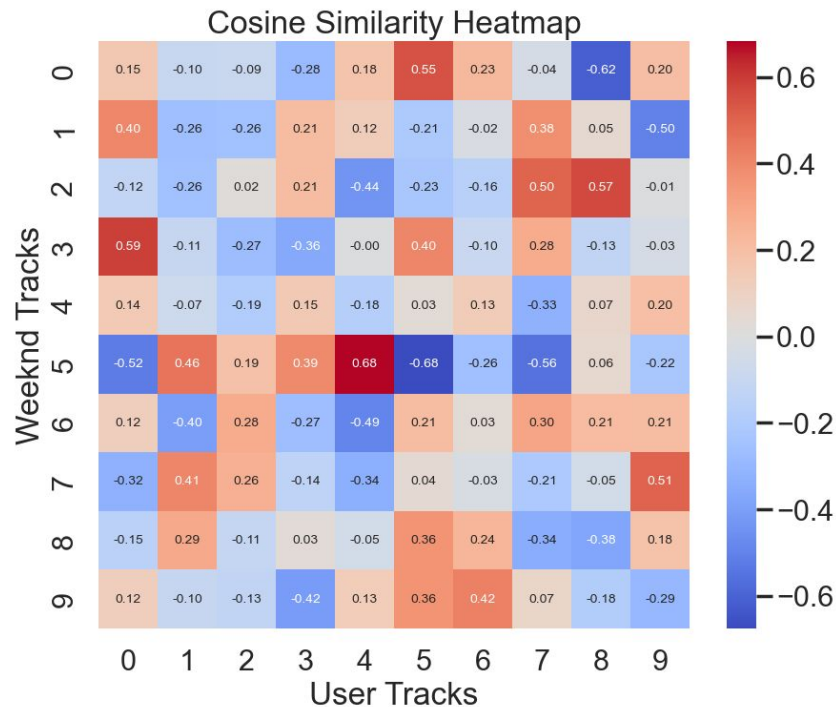 Cosine Similarity Heatmap
0 0.15 -0.10 -0.09 -0.28 0.18 0.55 0.23 -0.04 -0.62 0.20
1 0.40 -0.26 -0.26 0.21 0.12 -0.21 -0.02 0.38 0.05 -0.50
2 -0.12 -0.26 0.02 0.21 -0.44 -0.23 -0.16 0.50 0.57 -0.01
3 0.59 -0.11 -0.27 -0.36 -0.00 0.40 -0.10 0.28 -0.13 -0.03
4 0.14 -0.07 -0.19 0.15 -0.18 0.03 0.13 -0.33 0.07 0.20
5 -0.52 0.46 0.19 0.39 0.68 -0.68 -0.26 -0.56 0.06 -0.22
6 0.12 -0.40 0.28 -0.27 -0.49 0.21 0.03 0.30 0.21 0.21
7 -0.32 0.41 0.26 -0.14 -0.34 0.04 -0.03 -0.21 -0.05 0.51
8 -0.15 0.29 -0.11 0.03 -0.05 0.36 0.24 -0.34 -0.38 0.18
9 0.12 -0.10 -0.13 -0.42 0.13 0.36 0.42 0.07 -0.18 -0.29
0 1 2 3 4 5 6 7 8 9
User Tracks
Weeknd Tracks
0.6
0.4
0.2
0.0
−0.2
−0.4
−0.6